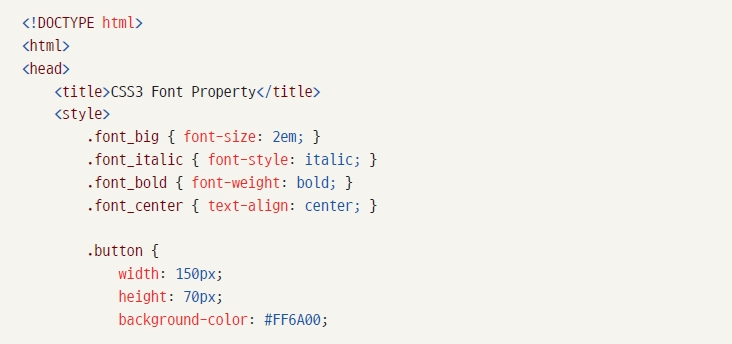 <!DOCTYPE html>
<html>
<head>
    <title>CSS3 Font Property</title>
    <style>
        .font_big { font-size: 2em; }
        .font_italic { font-style: italic; }
        .font_bold { font-weight: bold; }
        .font_center { text-align: center; }

        .button {
            width: 150px;
            height: 70px;
            background-color: #FF6A00;